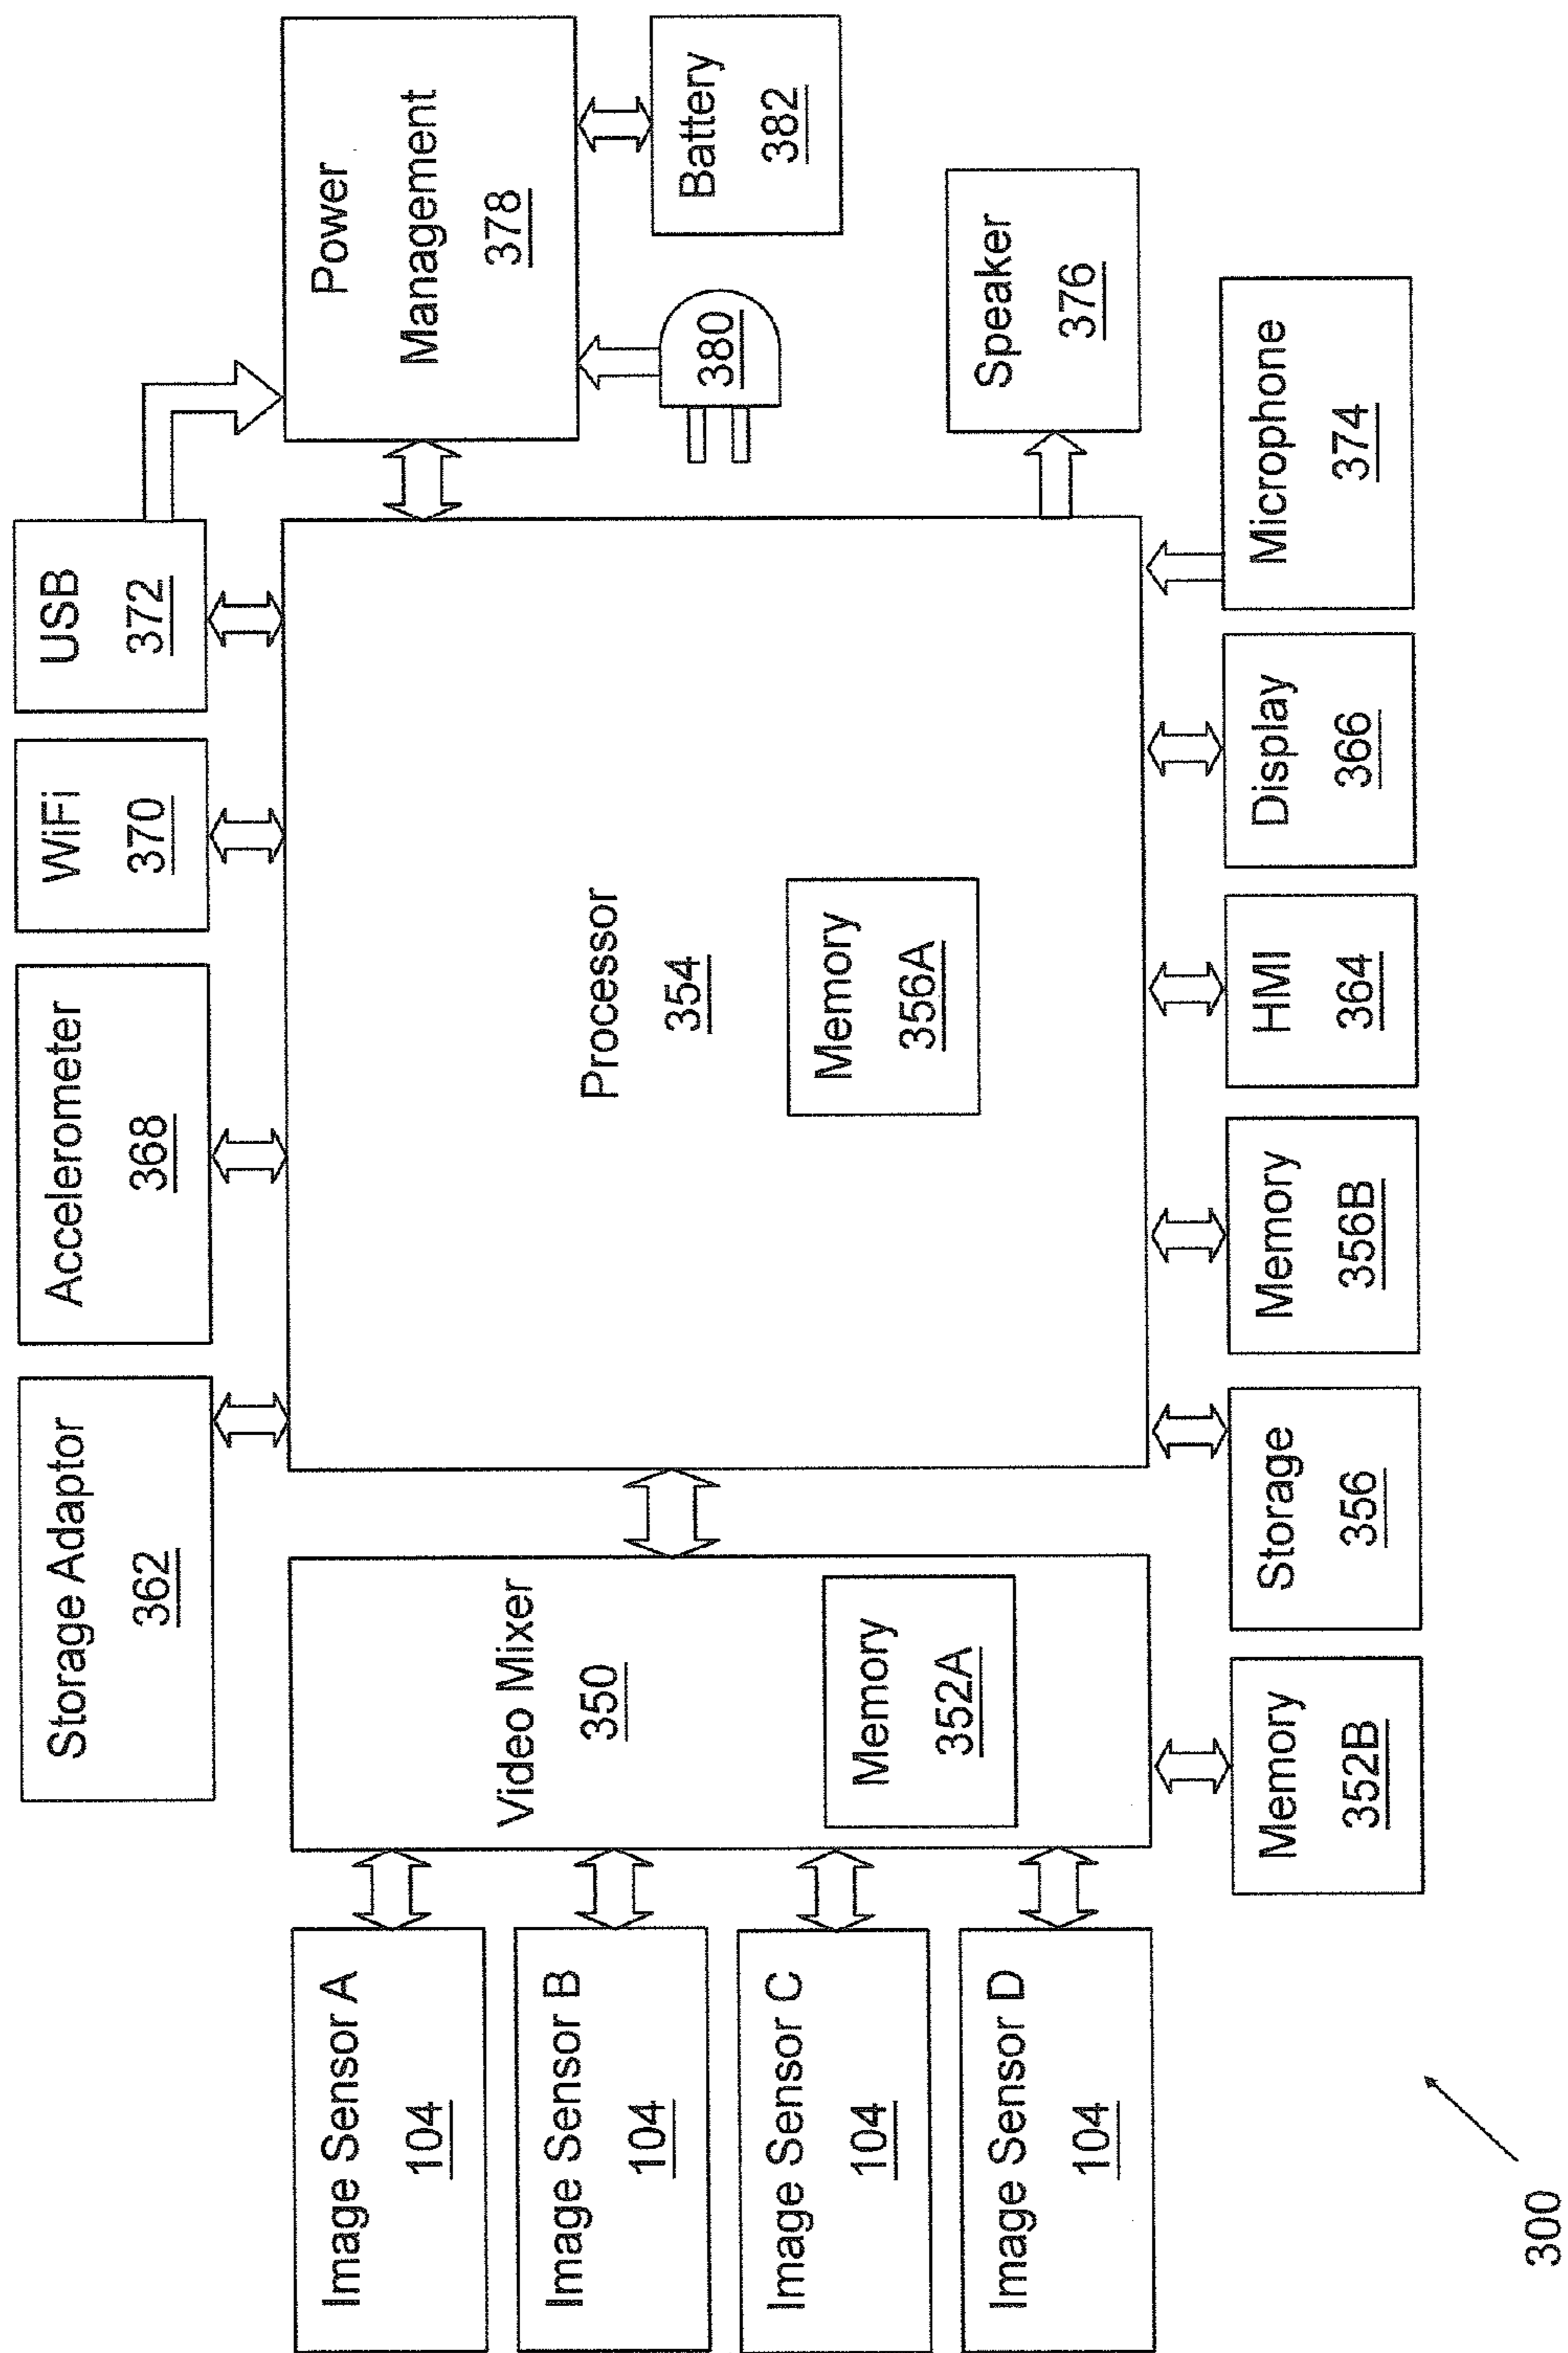 Storage Adaptor
362
Accelerometer
368
WiFi
370
USB
372
Image Sensor A
104
Image Sensor B
104
Image Sensor C
104
Image Sensor D
104
Video Mixer
350
Memory
352A
Processor
354
Memory
356A
Power
Management
378
380
Battery
382
Speaker
376
Memory
352B
Storage
356
Memory
356B
HMI
364
Display
366
Microphone
374
300